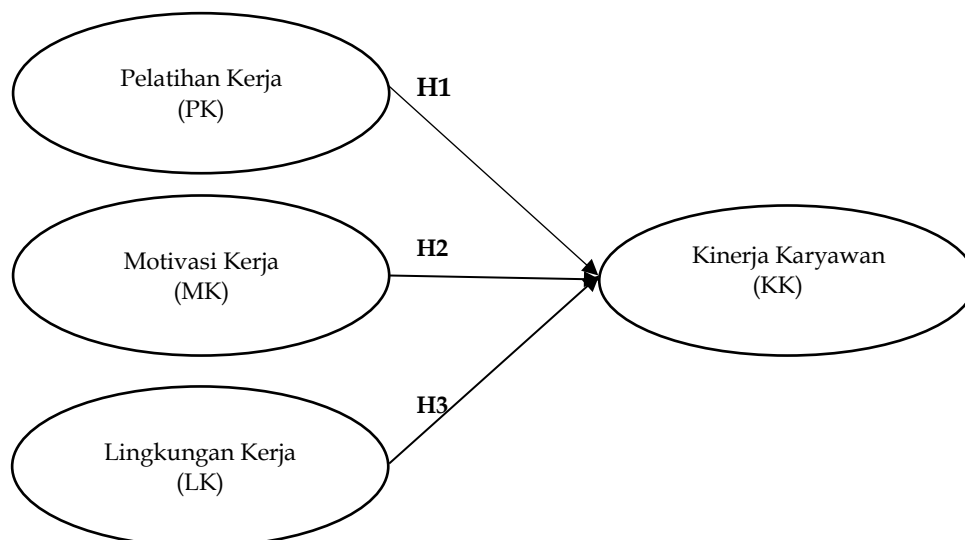 Pelatihan Kerja
(PK)
H1
Motivasi Kerja
(MK)
H2
Kinerja Karyawan
(KK)
H3
Lingkungan Kerja
(LK)